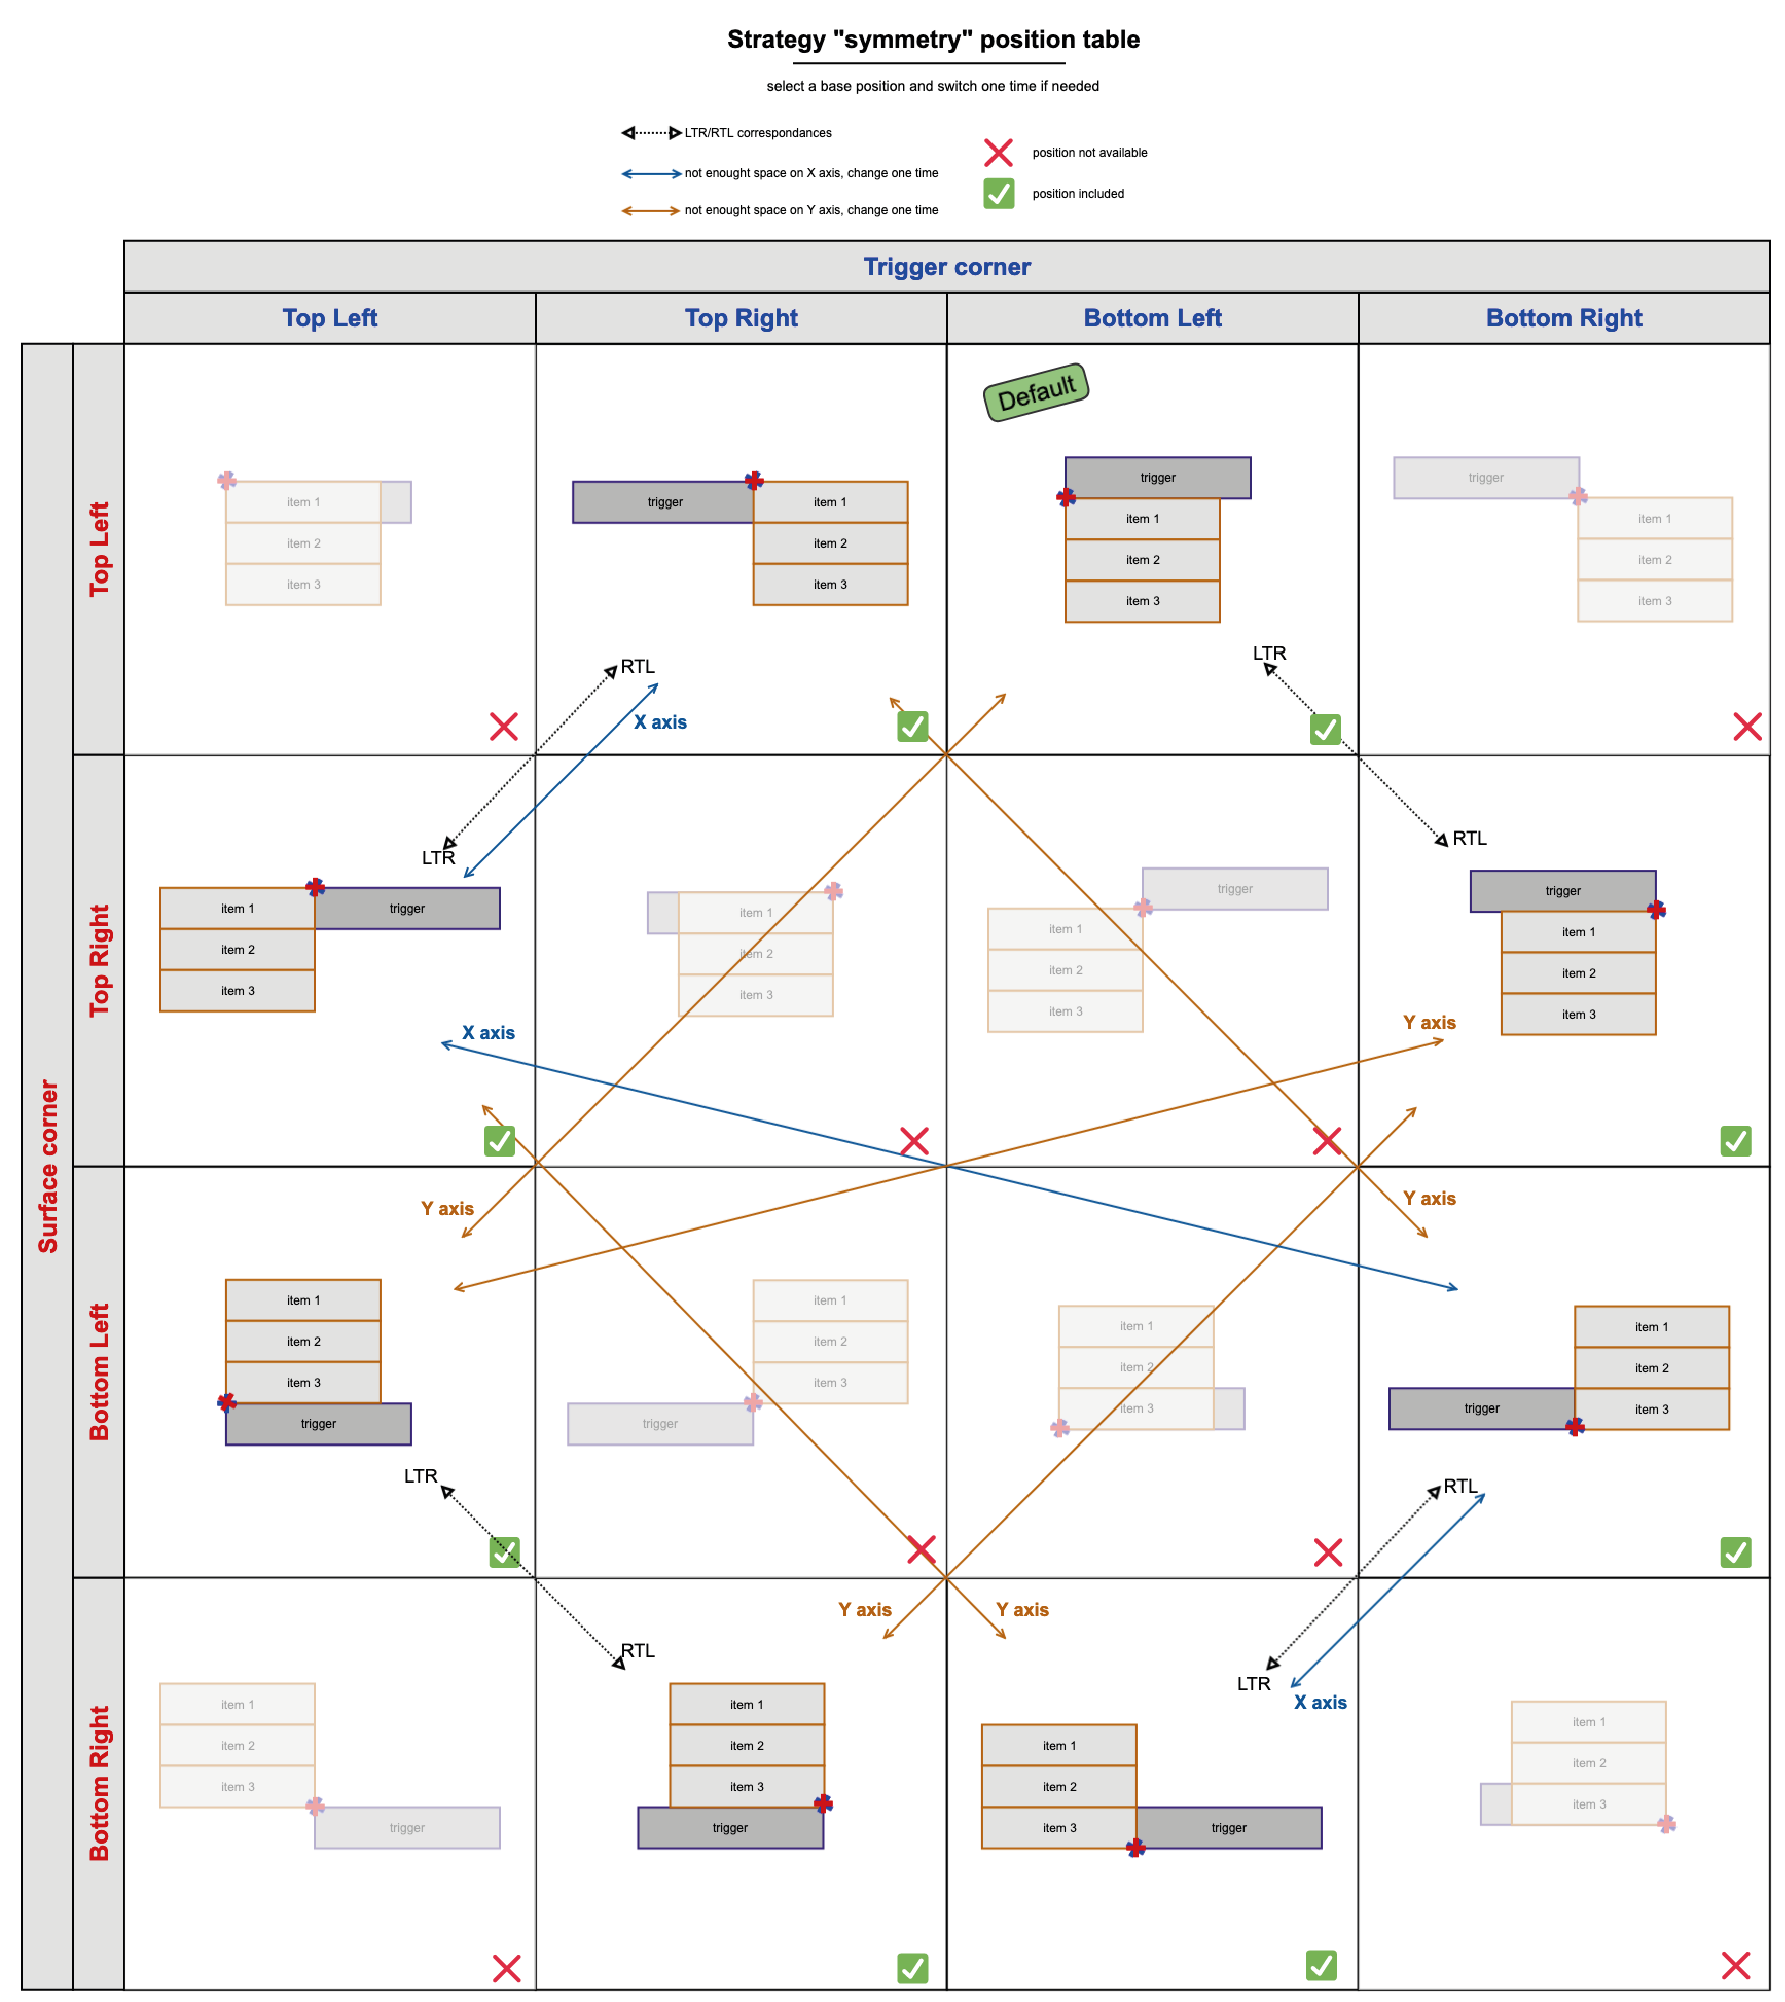 Strategy "symmetry" position table
select a base position and switch one time if needed
LTR/RTL correspondances
not enought space on X axis, change one time
not enought space on Y axis, change one time
position not available
position included
Trigger corner
Top Left
Top Right
Bottom Left
Bottom Right
Surface corner
Top Left
item 1
item 2
item 3
trigger
item 1
item 2
item 3
RTL
X axis
Default
trigger
item 1
item 2
item 3
LTR
trigger
item 1
item 2
item 3
Top Right
LTR
item 1
trigger
item 2
item 3
X axis
item 1
item 2
item 3
trigger
item 1
item 2
item 3
RTL
trigger
item 1
item 2
item 3
Y axis
Bottom Left
Y axis
item 1
item 2
item 3
trigger
LTR
item 1
item 2
item 3
trigger
item 1
item 2
item 3
Y axis
item 1
item 2
trigger
item 3
RTL
Bottom Right
item 1
item 2
item 3
trigger
Y axis
RTL
item 1
item 2
item 3
trigger
Y axis
LTR
X axis
item 1
item 2
item 3
trigger
item 1
item 2
item 3